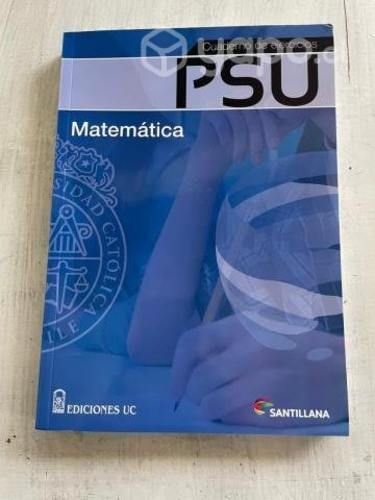 Cuaderno de ejercicios
PSU
Matemática
EDICIONES UC
SANTILLANA